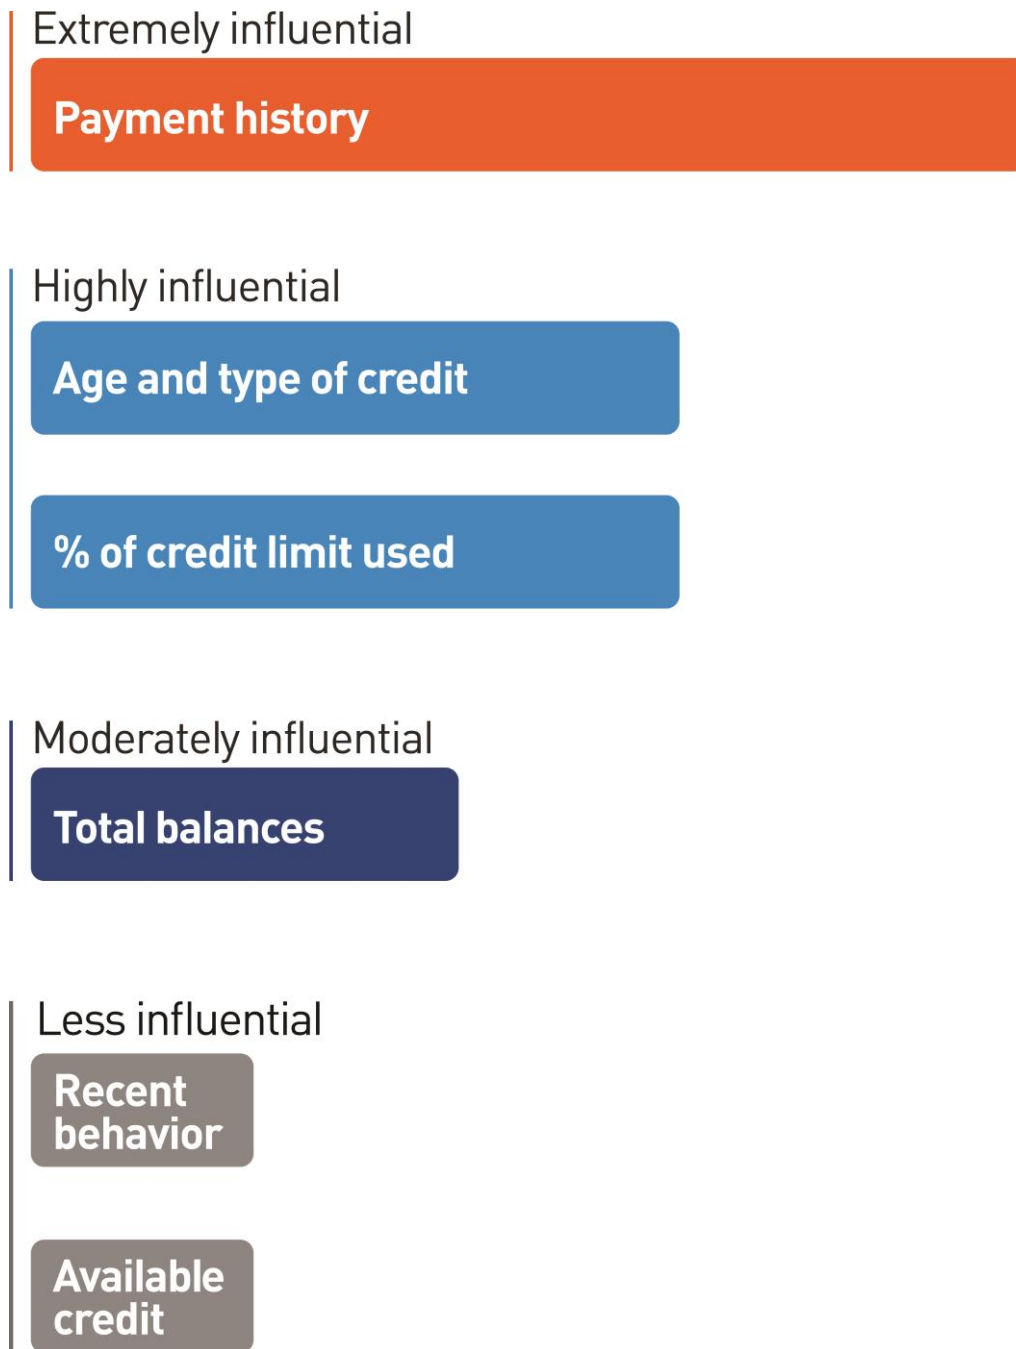 Extremely influential
Payment history
Highly influential
Age and type of credit
% of credit limit used
Moderately influential
Total balances
Less influential
Recent
behavior
Available
credit